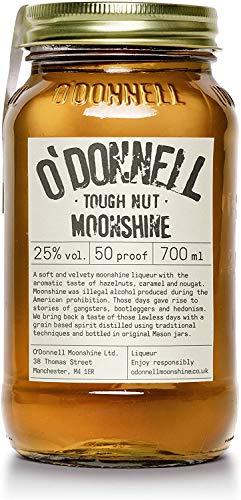 O'DONNELL
O'DONNELL
TOUGH NUT
MOONSHINE
25% vol. 50 proof 700 ml
A soft and velvety moonshine liqueur with the
aromatic taste of hazelnuts, caramel and nougat.
Moonshine was illegal alcohol produced during the
American prohibition. Those days gave rise to
stories of gangsters, bootleggers and hedonism.
We bring back a taste of those lawless days with a
grain based spirit distilled using traditional
techniques and bottled in original Mason jars.
O'Donnell Moonshine Ltd.
38 Thomas Street
Manchester, M4 1ER
Liqueur
Enjoy responsibly
odonnellmoonshine.co.uk